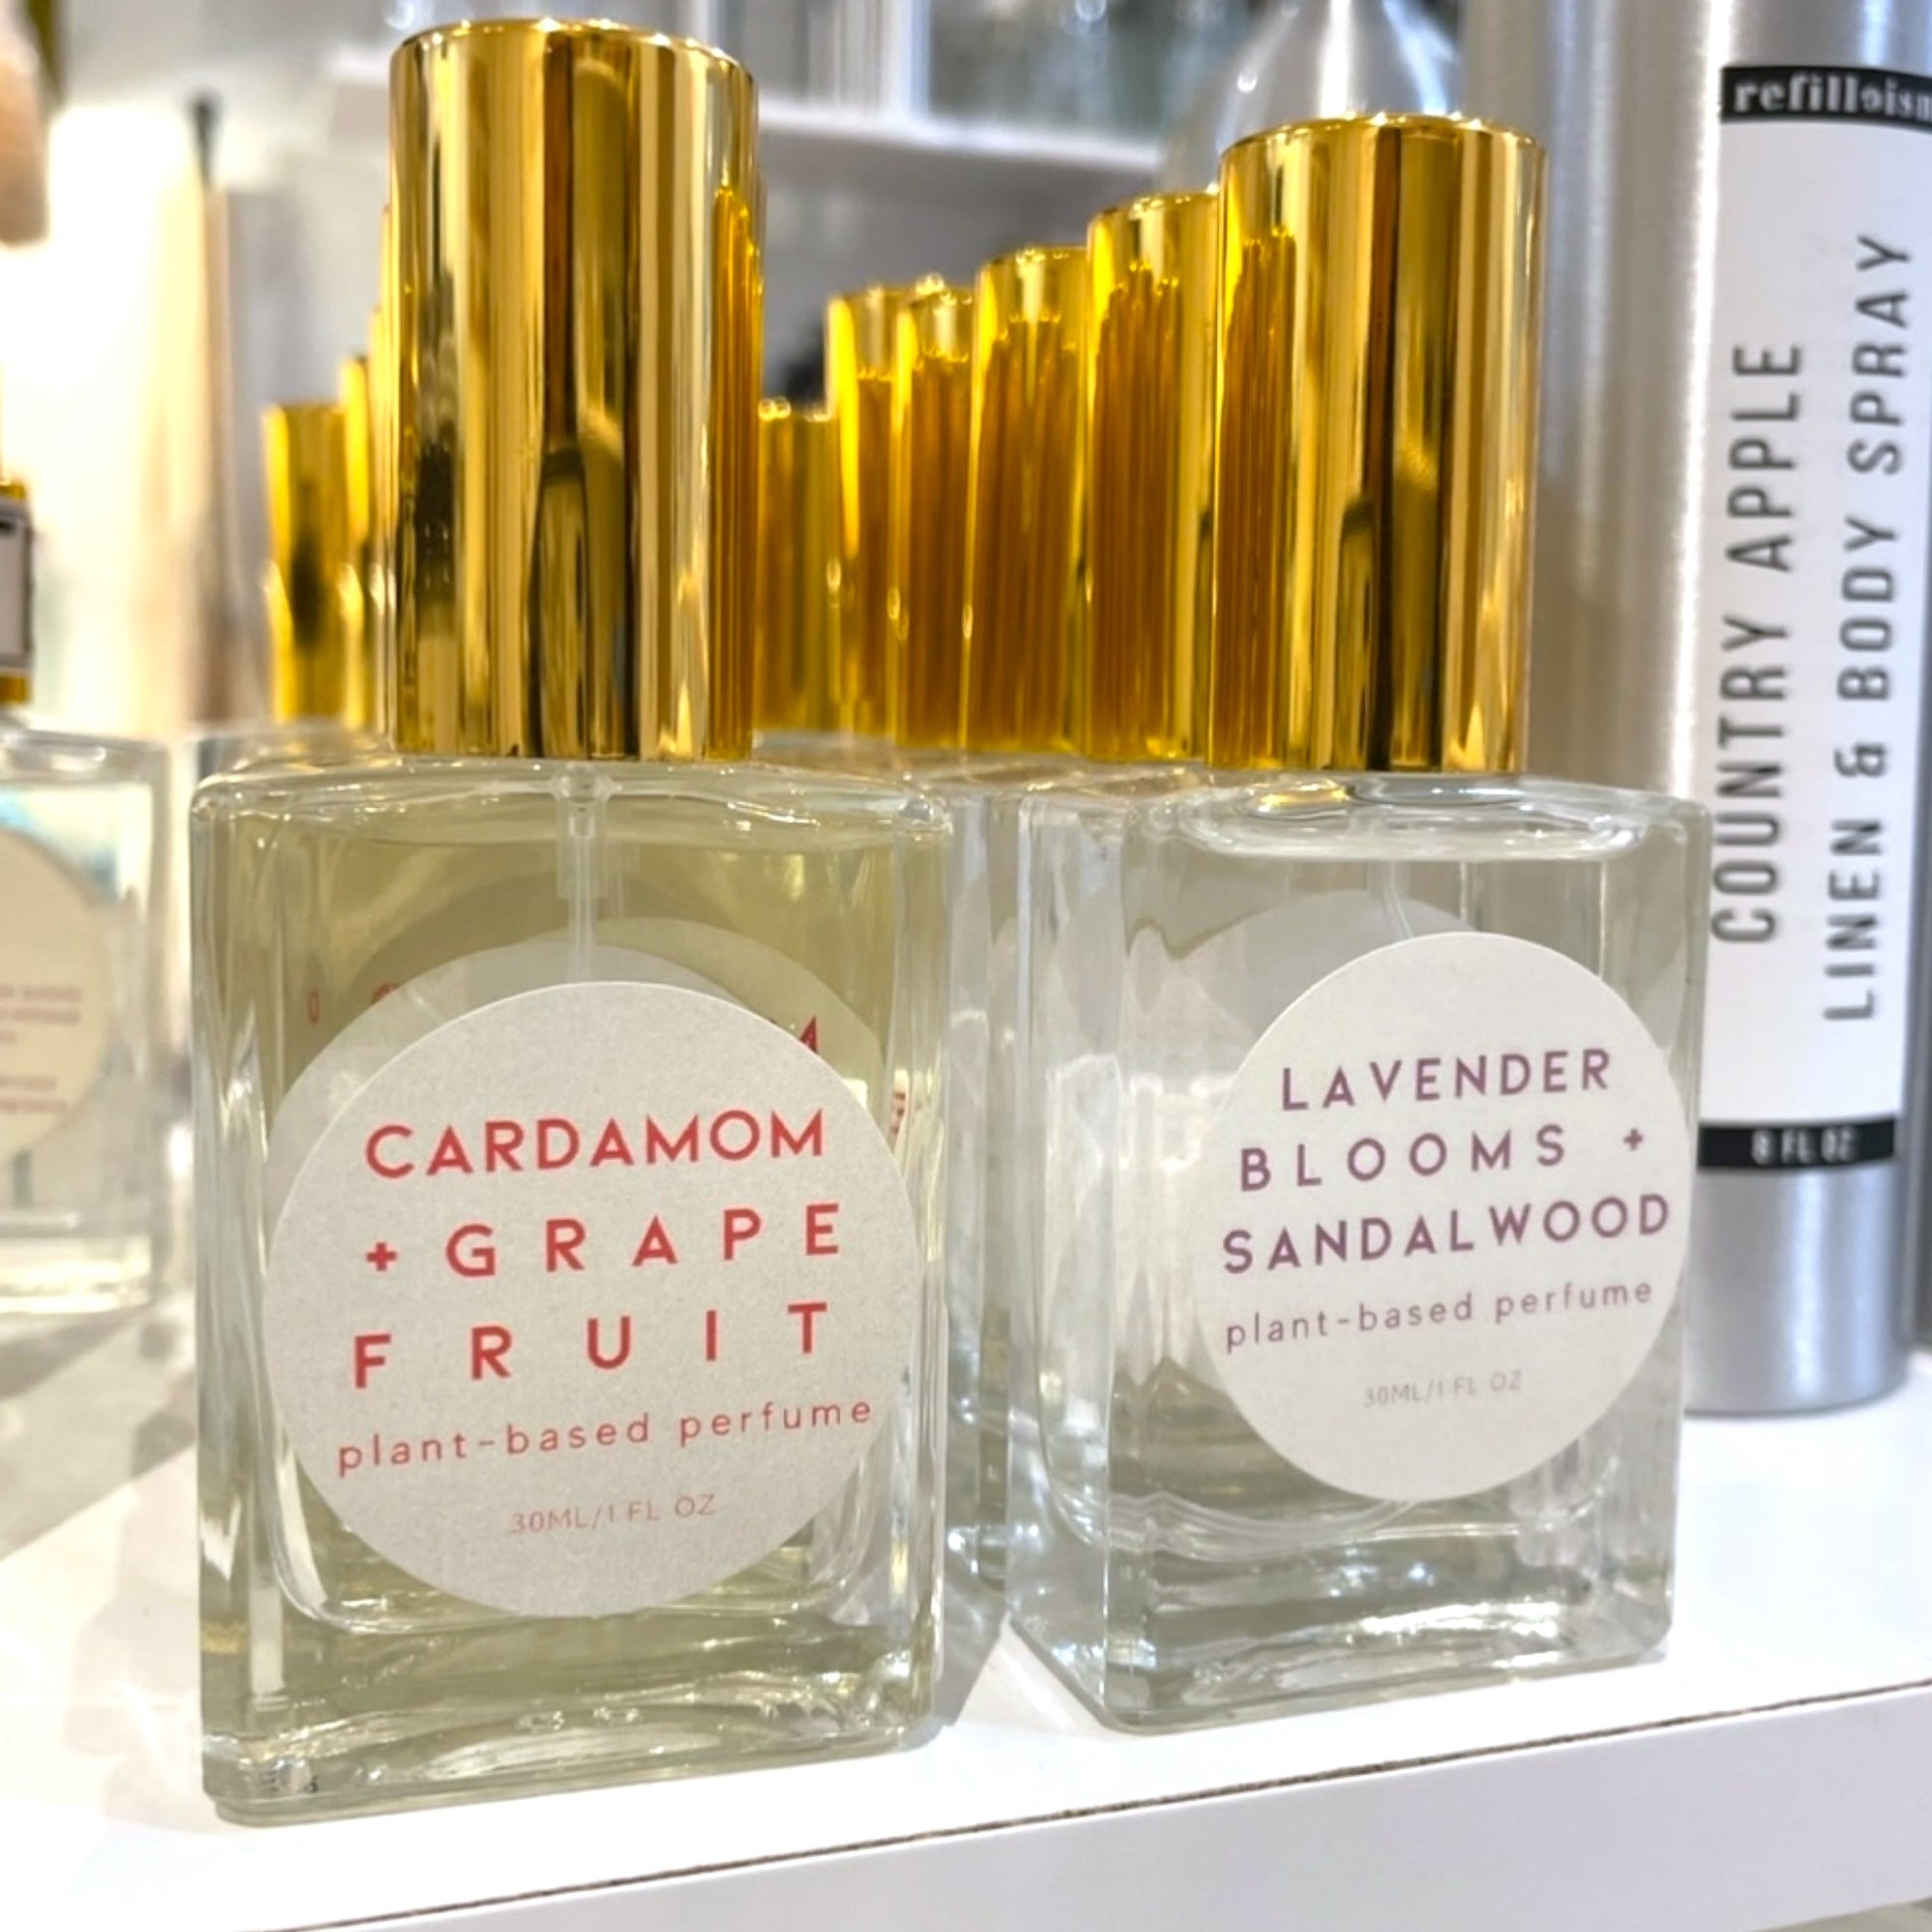 CARDAMOM
+ GRAPE
FRUIT
plant-based perfume
30ML/1 FL OZ
LAVENDER
BLOOMS +
SANDALWOOD
plant-based perfume
30ML/1 FL OZ
COUNTRY APPLE
LINEN & BODY SPRAY
8 FL OZ